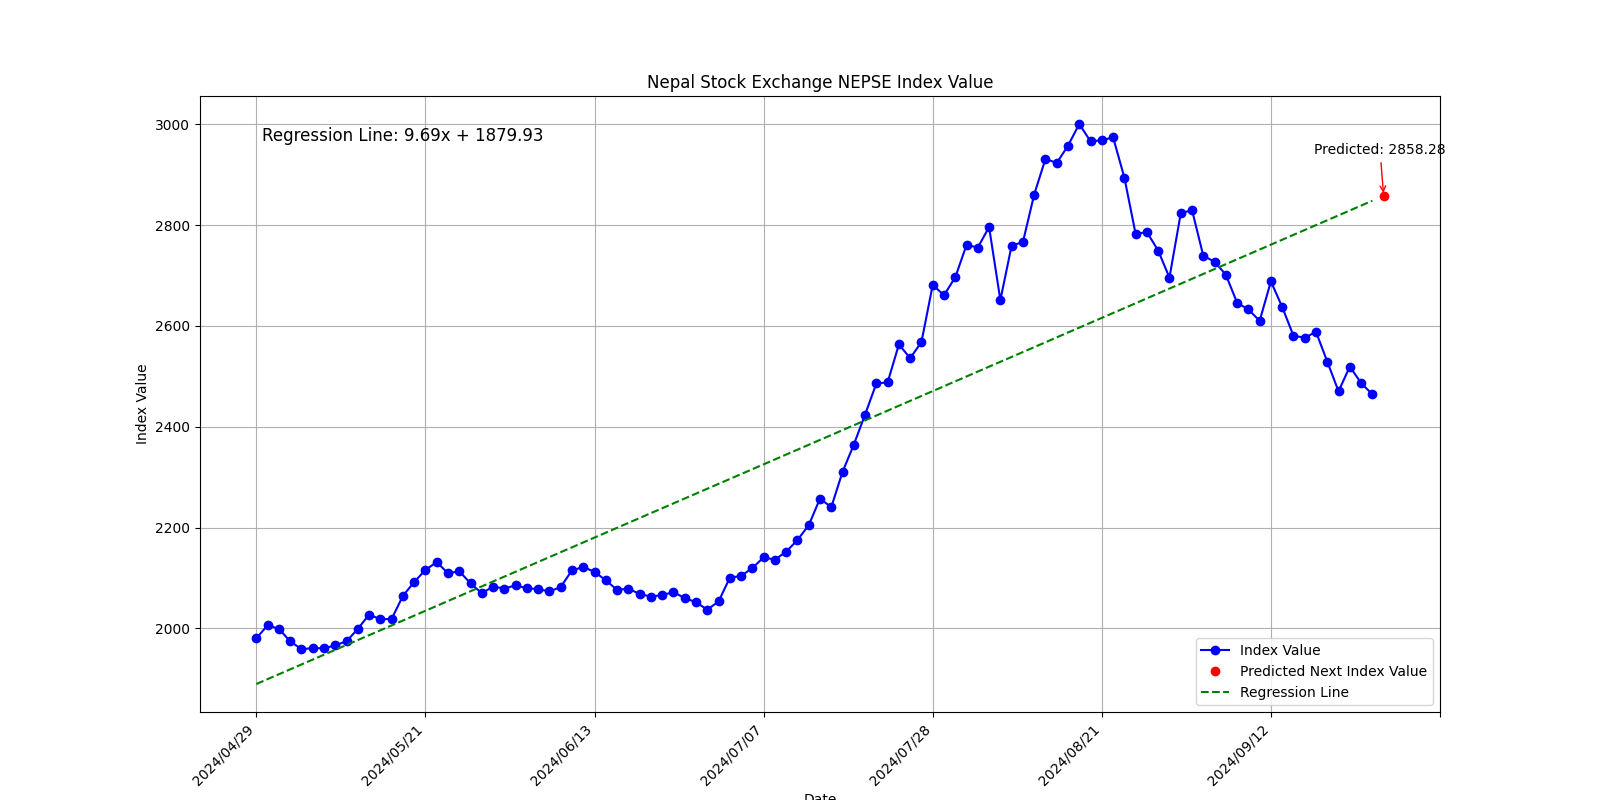 Nepal Stock Exchange NEPSE Index Value
Regression Line: 9.69x + 1879.93
Predicted: 2858.28
3000
2800
2600
2400
2200
2000
Index Value
Index Value
Predicted Next Index Value
Regression Line
2024/04/29
2024/05/21
2024/06/13
2024/07/07
2024/07/28
2024/08/21
2024/09/12
Date